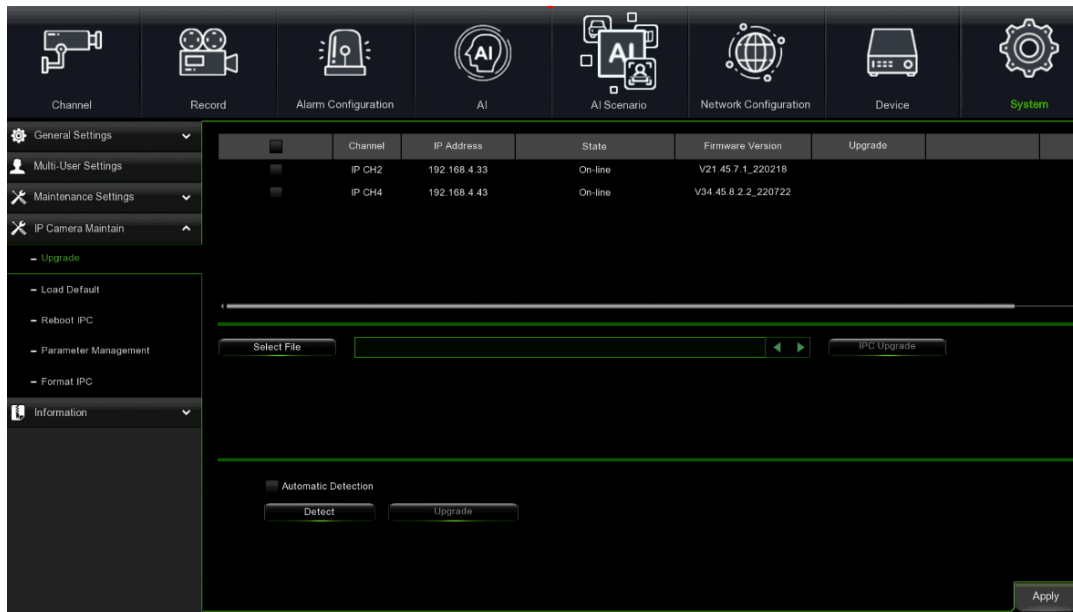 AI
AI
Channel Record Alarm Configuration AI AI Scenario Network Configuration Device System
General Settings
Multi-User Settings
Maintenance Settings
IP Camera Maintain
Upgrade
Load Default
Reboot IPC
Parameter Management
Format IPC
Information
Channel IP Address State Firmware Version Upgrade
IP CH2 192.168.4.33 On-line V21.45.7.1_220218
IP CH4 192.168.4.43 On-line V34.45.8.2.2_220722
Select File IPC Upgrade
Automatic Detection
Detect Upgrade
Apply